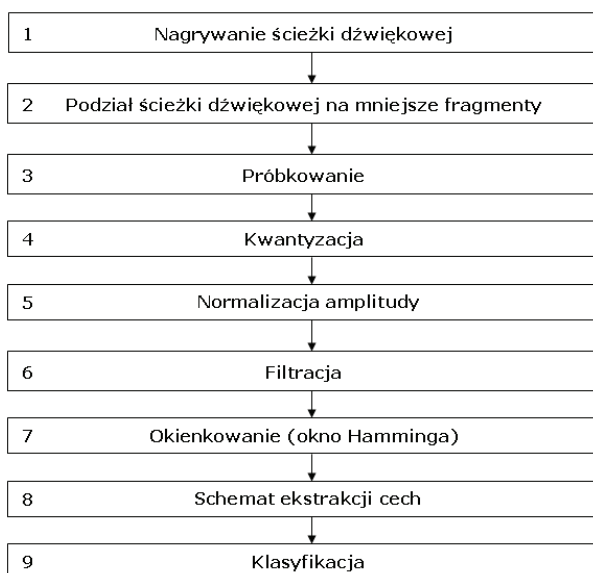 1 Nagrywanie ścieżki dźwiękowej
2 Podział ścieżki dźwiękowej na mniejsze fragmenty
3 Próbkowanie
4 Kwantyzacja
5 Normalizacja amplitudy
6 Filtracja
7 Okienkowanie (okno Hamminga)
8 Schemat ekstrakcji cech
9 Klasyfikacja